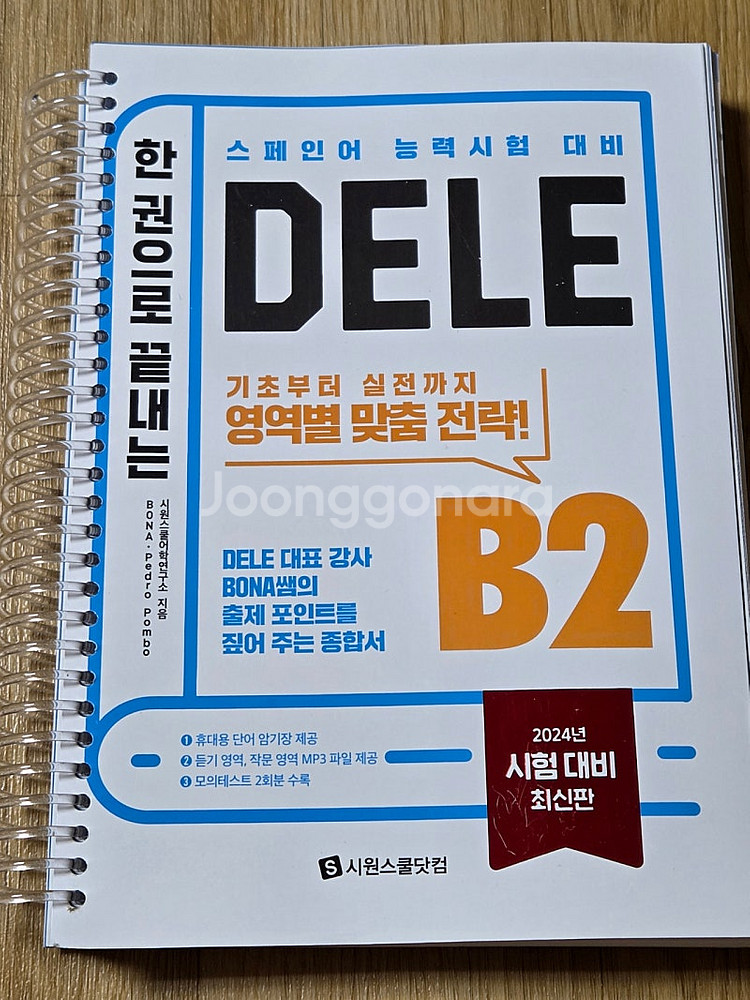 한 권으로 끝내는
시원스쿨어학연구소 지음
BONA · Pedro Pombo
스페인어 능력시험 대비
DELE
기초부터 실전까지
영역별 맞춤 전략!
Joonggonara
B2
DELE 대표 강사
BONA쌤의
출제 포인트를
짚어 주는 종합서
1 휴대용 단어 암기장 제공
2 듣기 영역, 작문 영역 MP3 파일 제공
3 모의테스트 2회분 수록
2024년
시험 대비
최신판
S 시원스쿨닷컴